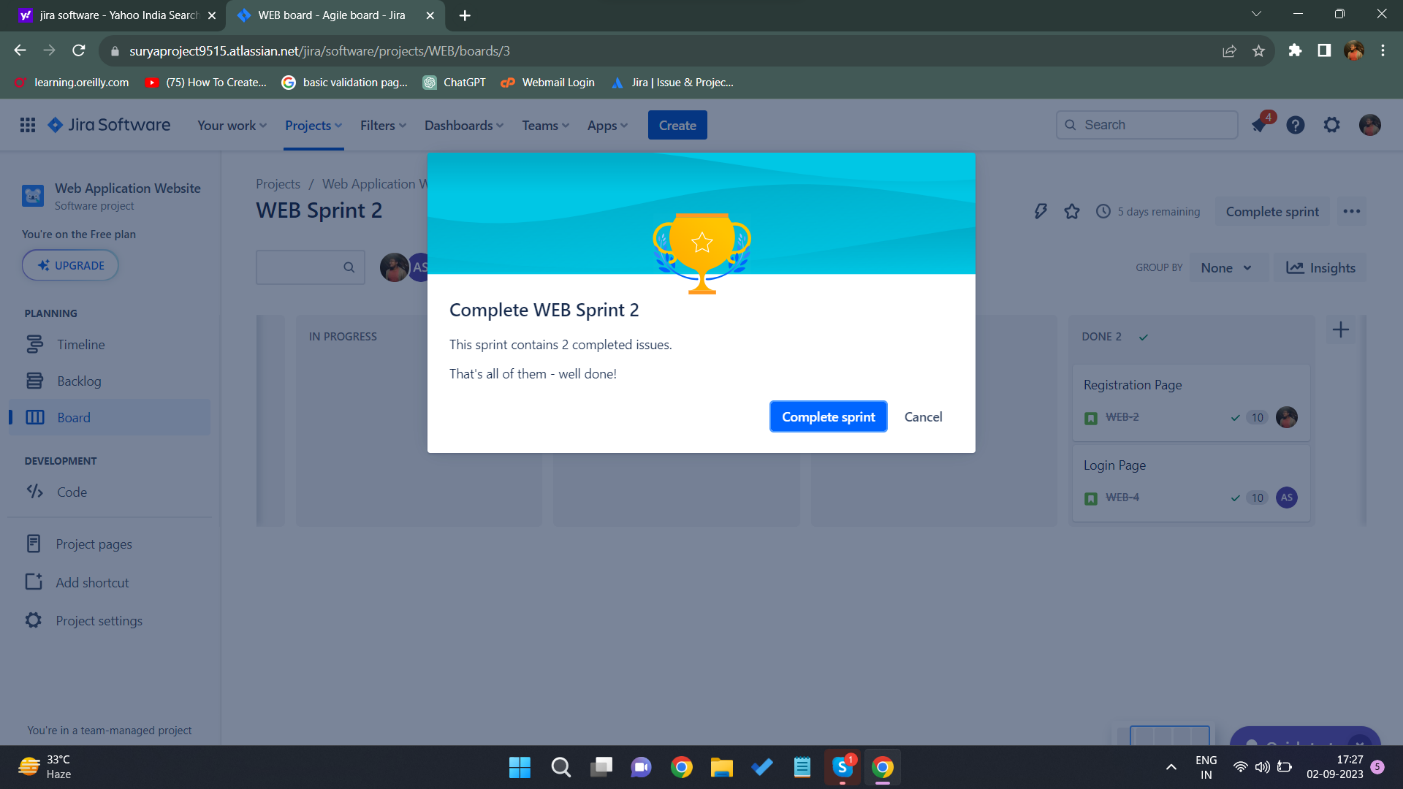 jira software - Yahoo India Search
WEB board - Agile board - Jira
suryaproject9515.atlassian.net/jira/software/projects/WEB/boards/3
learning.oreilly.com
(75) How To Create...
basic validation pag...
ChatGPT
Webmail Login
Jira | Issue & Projec...
Jira Software
Your work
Projects
Filters
Dashboards
Teams
Apps
Create
Search
4
Web Application Website
Software project
You're on the Free plan
UPGRADE
PLANNING
Timeline
Backlog
Board
DEVELOPMENT
Code
Project pages
Add shortcut
Project settings
You're in a team-managed project
Projects / Web Application W
WEB Sprint 2
5 days remaining
Complete sprint
AS
GROUP BY
None
Insights
IN PROGRESS
DONE 2
Registration Page
WEB-2
10
Login Page
WEB-4
10
AS
Complete WEB Sprint 2
This sprint contains 2 completed issues.
That's all of them - well done!
Complete sprint
Cancel
33°C
Haze
S
1
ENG
IN
17:27
02-09-2023
5